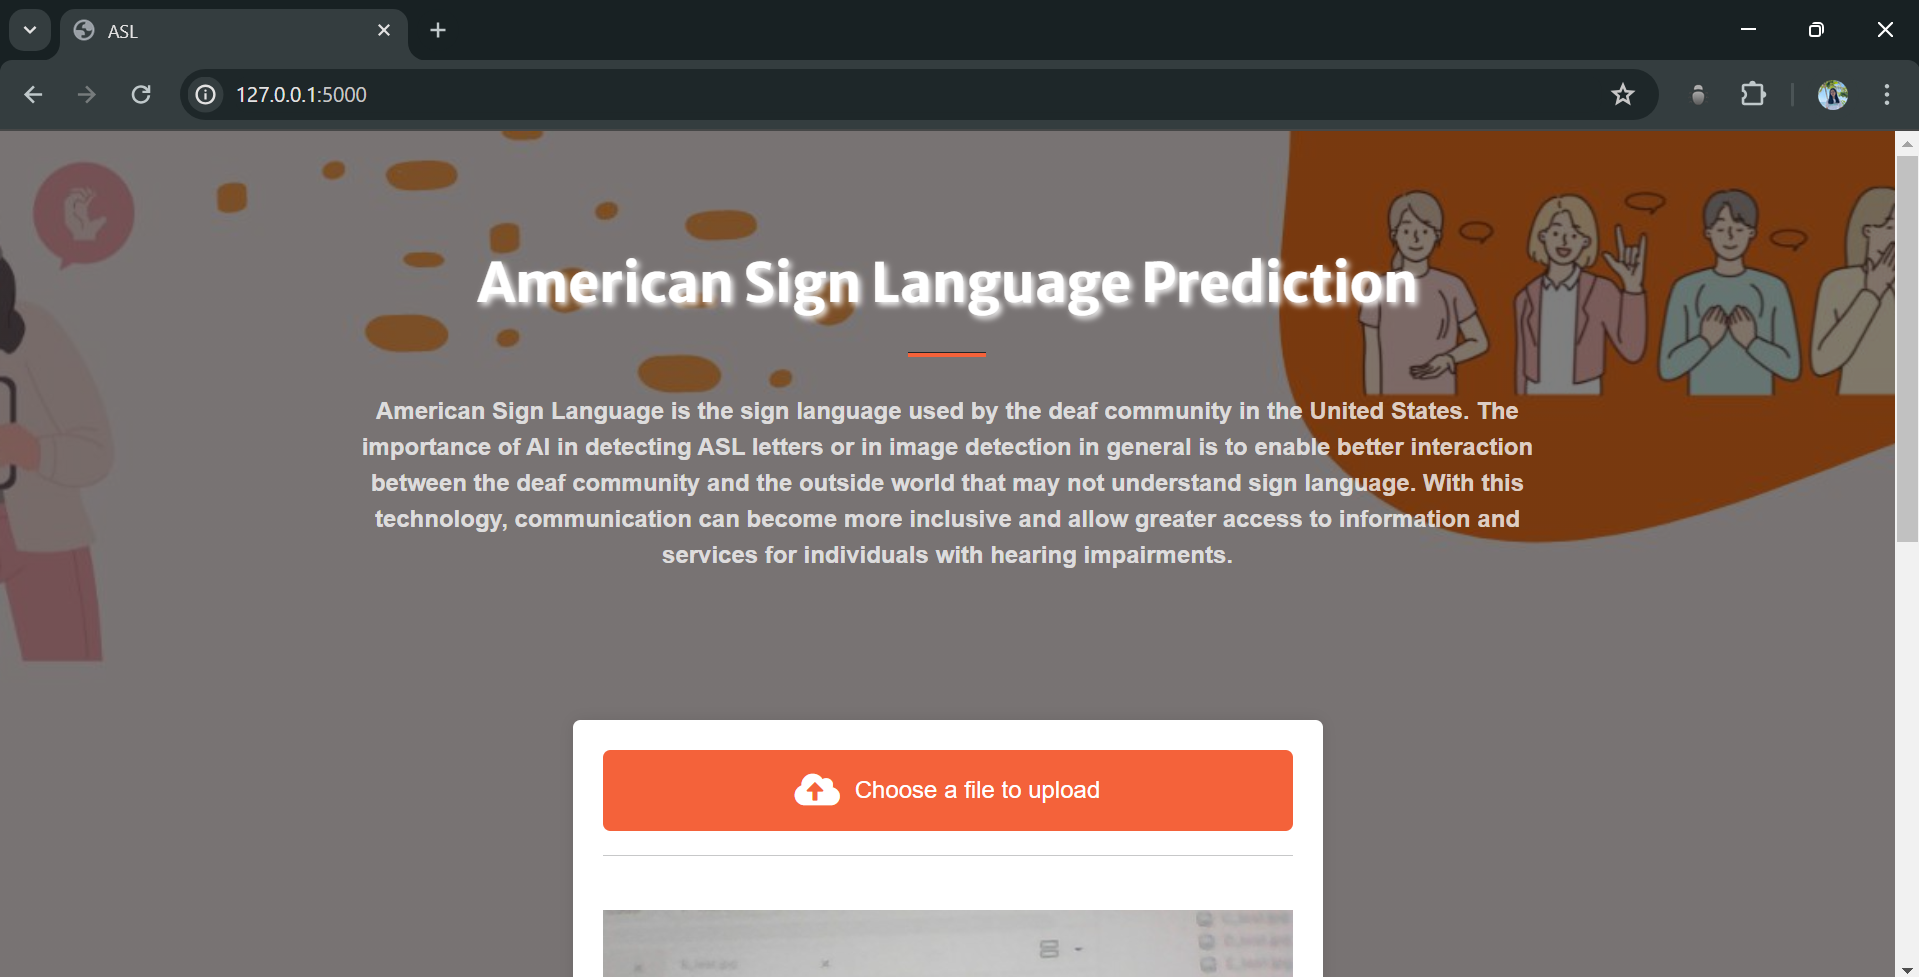 ASL
127.0.0.1:5000
American Sign Language Prediction
American Sign Language is the sign language used by the deaf community in the United States. The
importance of AI in detecting ASL letters or in image detection in general is to enable better interaction
between the deaf community and the outside world that may not understand sign language. With this
technology, communication can become more inclusive and allow greater access to information and
services for individuals with hearing impairments.
Choose a file to upload